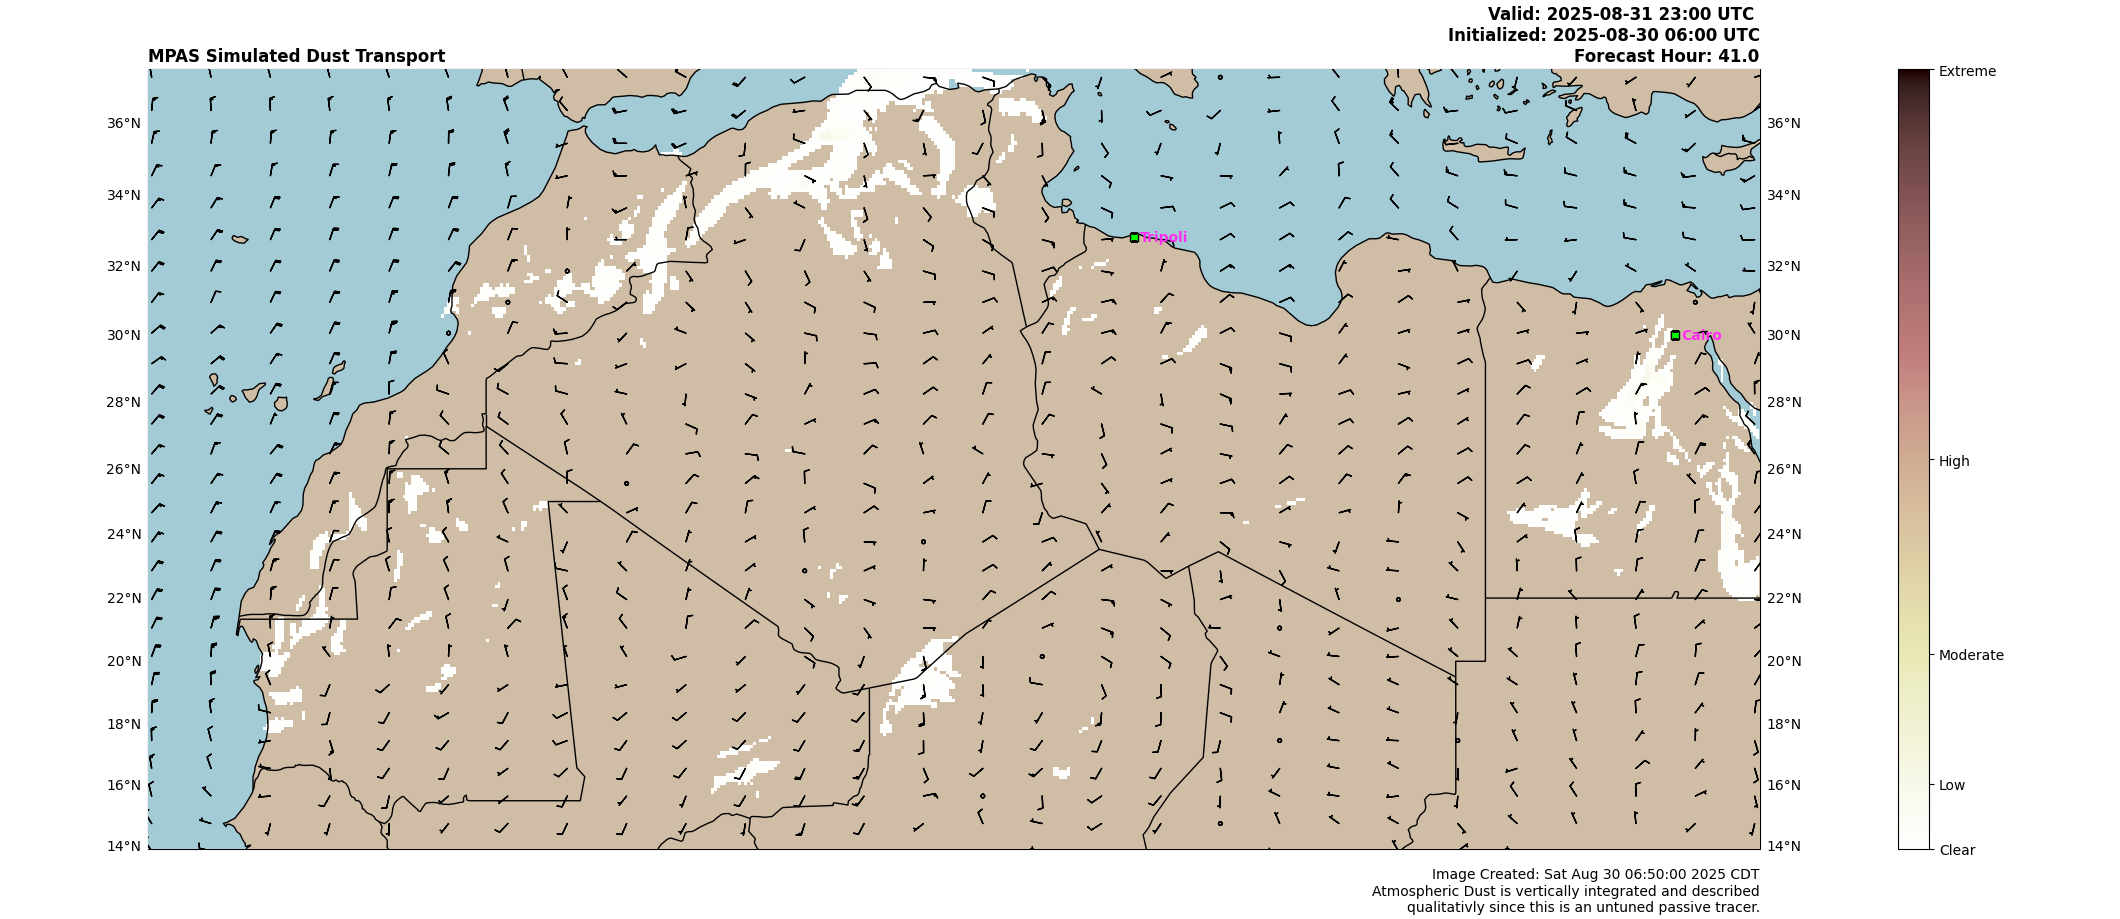 Valid: 2025-08-31 23:00 UTC
Initialized: 2025-08-30 06:00 UTC
MPAS Simulated Dust Transport
Forecast Hour: 41.0
Extreme
36°N
36°N
34°N
34°N
Tripoli
32°N
32°N
30°N
Cairo
30°N
28°N
28°N
High
26°N
26°N
24°N
24°N
22°N
22°N
Moderate
20°N
20°N
18°N
18°N
16°N
16°N
Low
14°N
14°N
Clear
Image Created: Sat Aug 30 06:50:00 2025 CDT
Atmospheric Dust is vertically integrated and described
qualitativly since this is an untuned passive tracer.